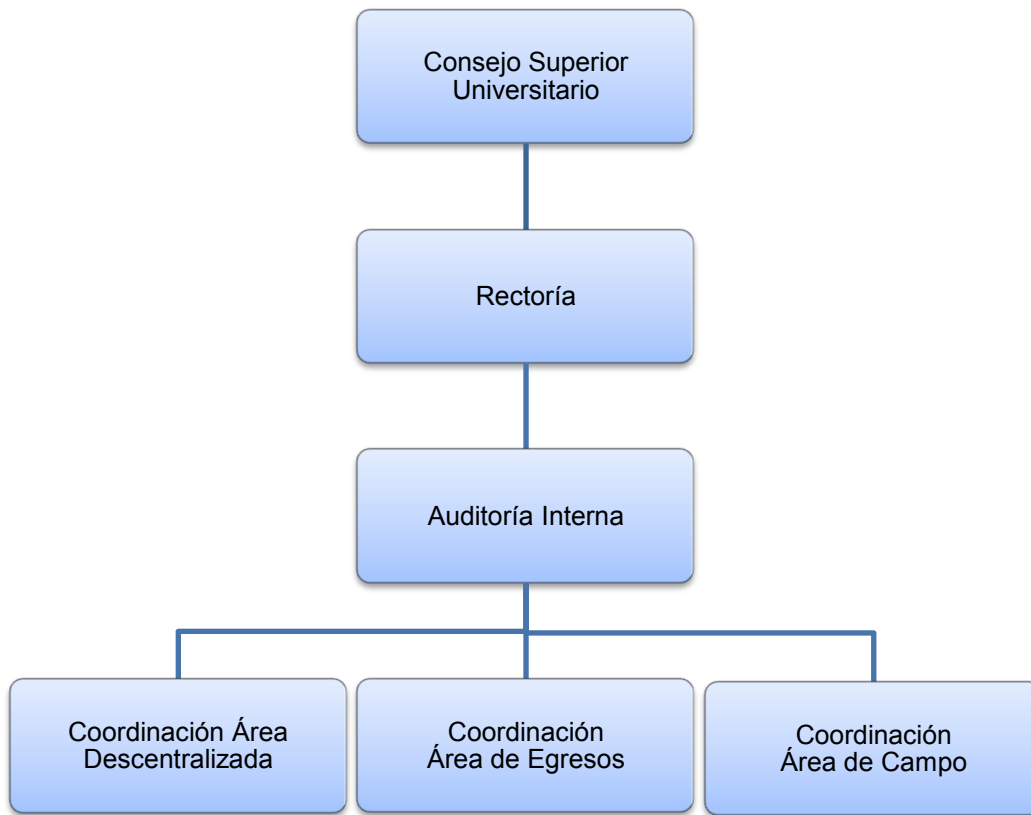 Consejo Superior
Universitario
Rectoría
Auditoría Interna
Coordinación Área
Descentralizada
Coordinación
Área de Egresos
Coordinación
Área de Campo